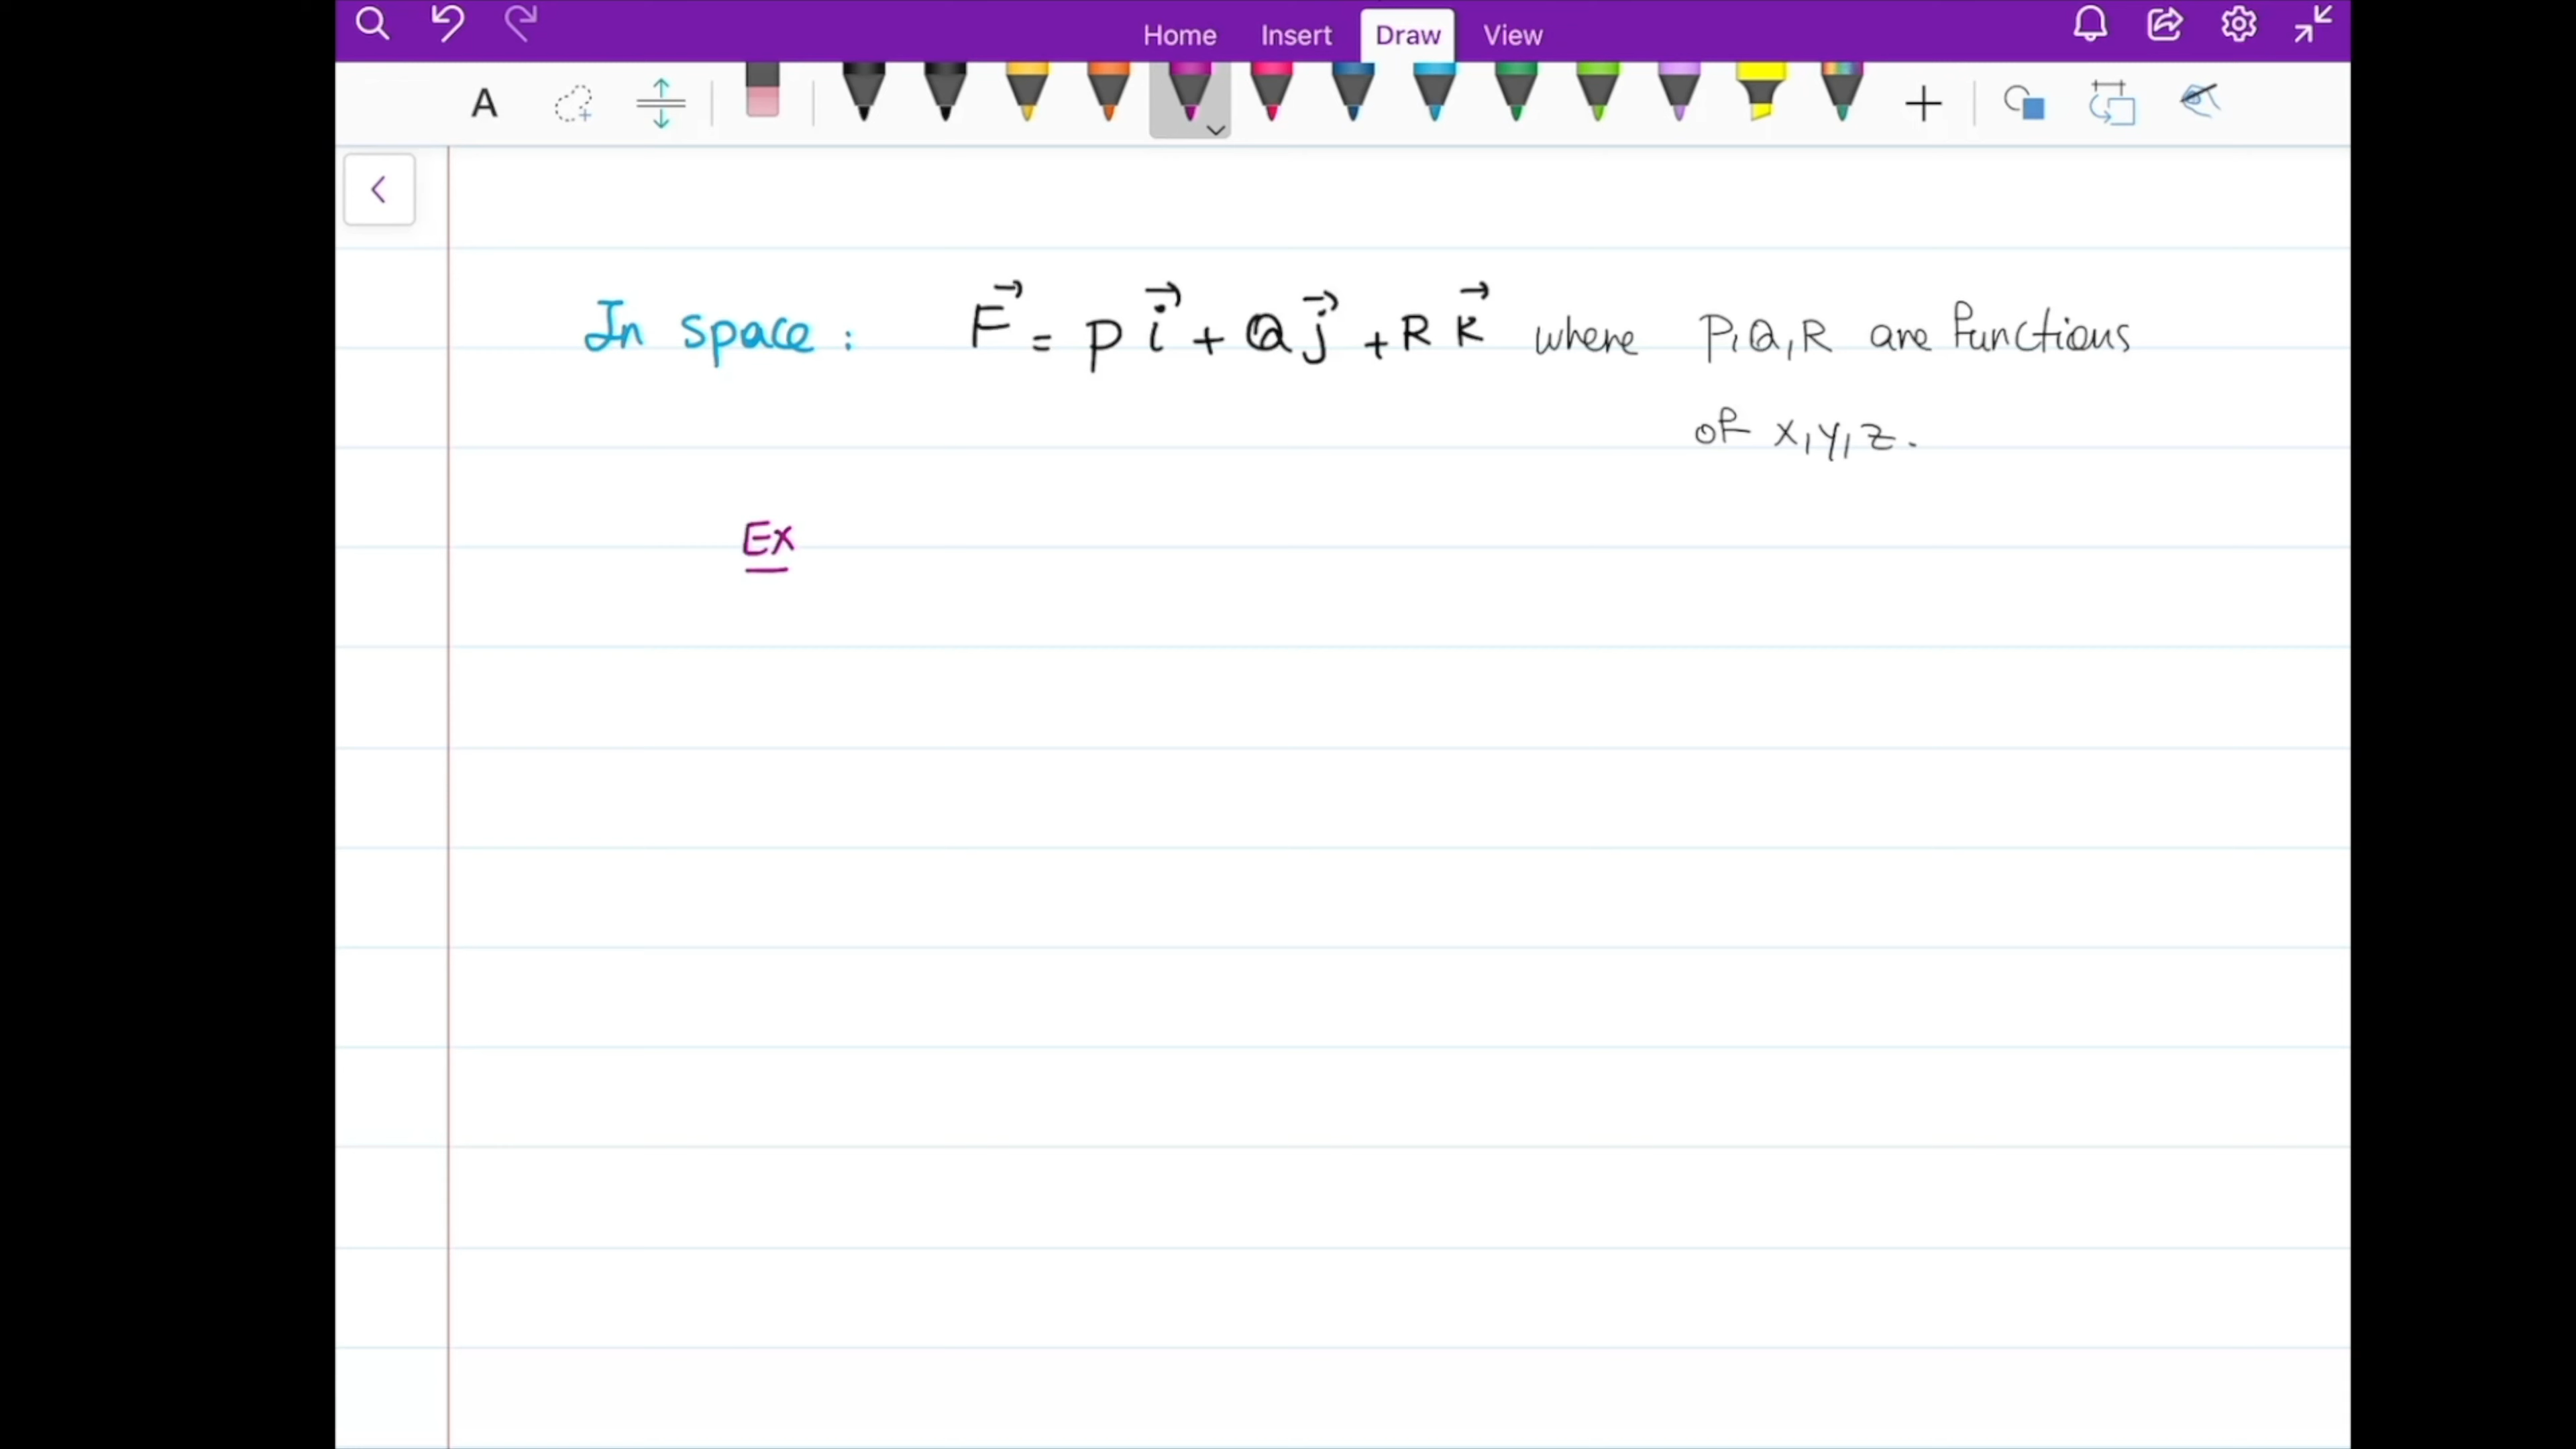 Home Insert Draw View
A
In space : F⃗ = P i⃗ + Q j⃗ + R k⃗ where P, Q, R are functions
of x, y, z.
Ex